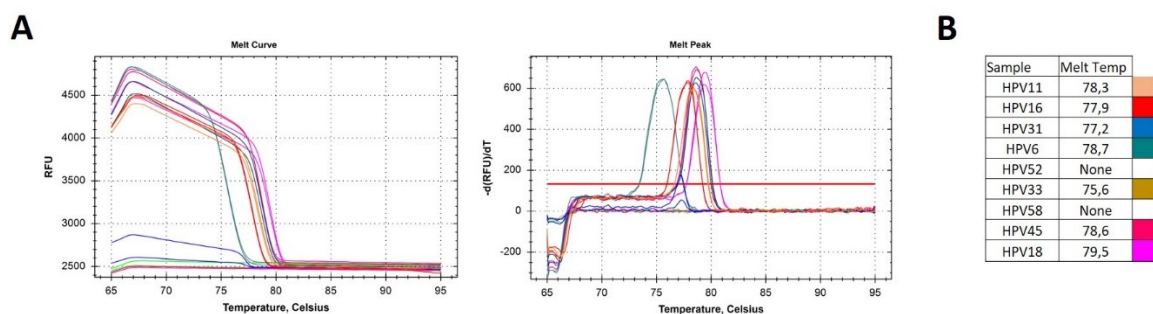 A
B
Melt Curve
RFU
4500
4000
3500
3000
2500
65 70 75 80 85 90 95
Temperature, Celsius
Melt Peak
-d(RFU)/dT
600
400
200
0
-200
65 70 75 80 85 90 95
Temperature, Celsius
Sample Melt Temp
HPV11 78,3
HPV16 77,9
HPV31 77,2
HPV6 78,7
HPV52 None
HPV33 75,6
HPV58 None
HPV45 78,6
HPV18 79,5